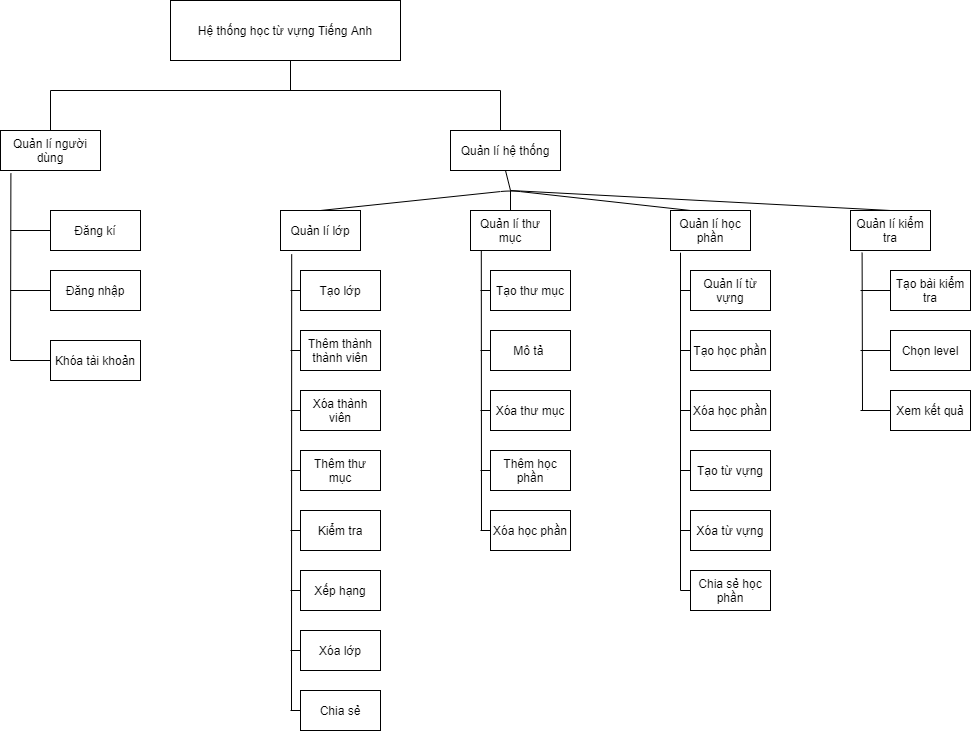 Hệ thống học từ vựng Tiếng Anh
Quản lí người
dùng
Quản lí hệ thống
Đăng kí
Đăng nhập
Khóa tài khoản
Quản lí lớp
Tạo lớp
Thêm thành
thành viên
Xóa thành
viên
Thêm thư
mục
Kiểm tra
Xếp hạng
Xóa lớp
Chia sẻ
Quản lí thư
mục
Tạo thư mục
Mô tả
Xóa thư mục
Thêm học
phần
Xóa học phần
Quản lí học
phần
Quản lí từ
vựng
Tạo học phần
Xóa học phần
Tạo từ vựng
Xóa từ vựng
Chia sẻ học
phần
Quản lí kiểm
tra
Tạo bài kiểm
tra
Chọn level
Xem kết quả